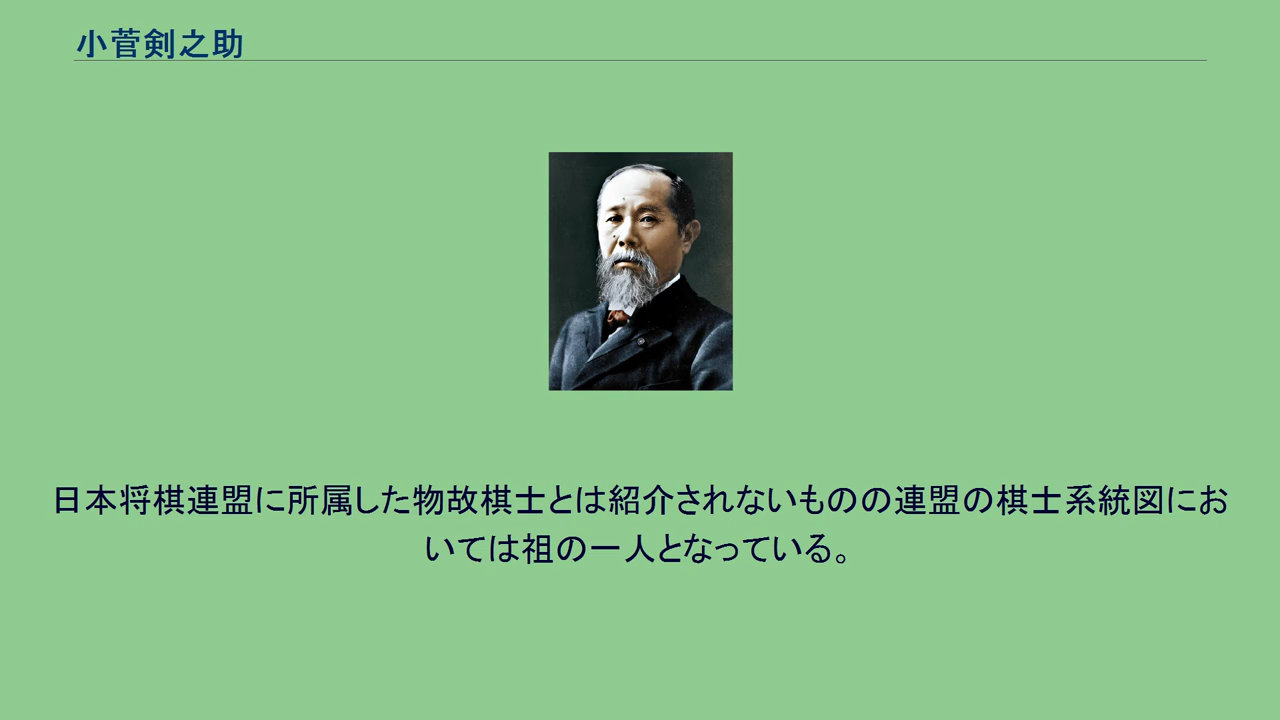 小菅剣之助
日本将棋連盟に所属した物故棋士とは紹介されないものの連盟の棋士系統図にお
いては祖の一人となっている。